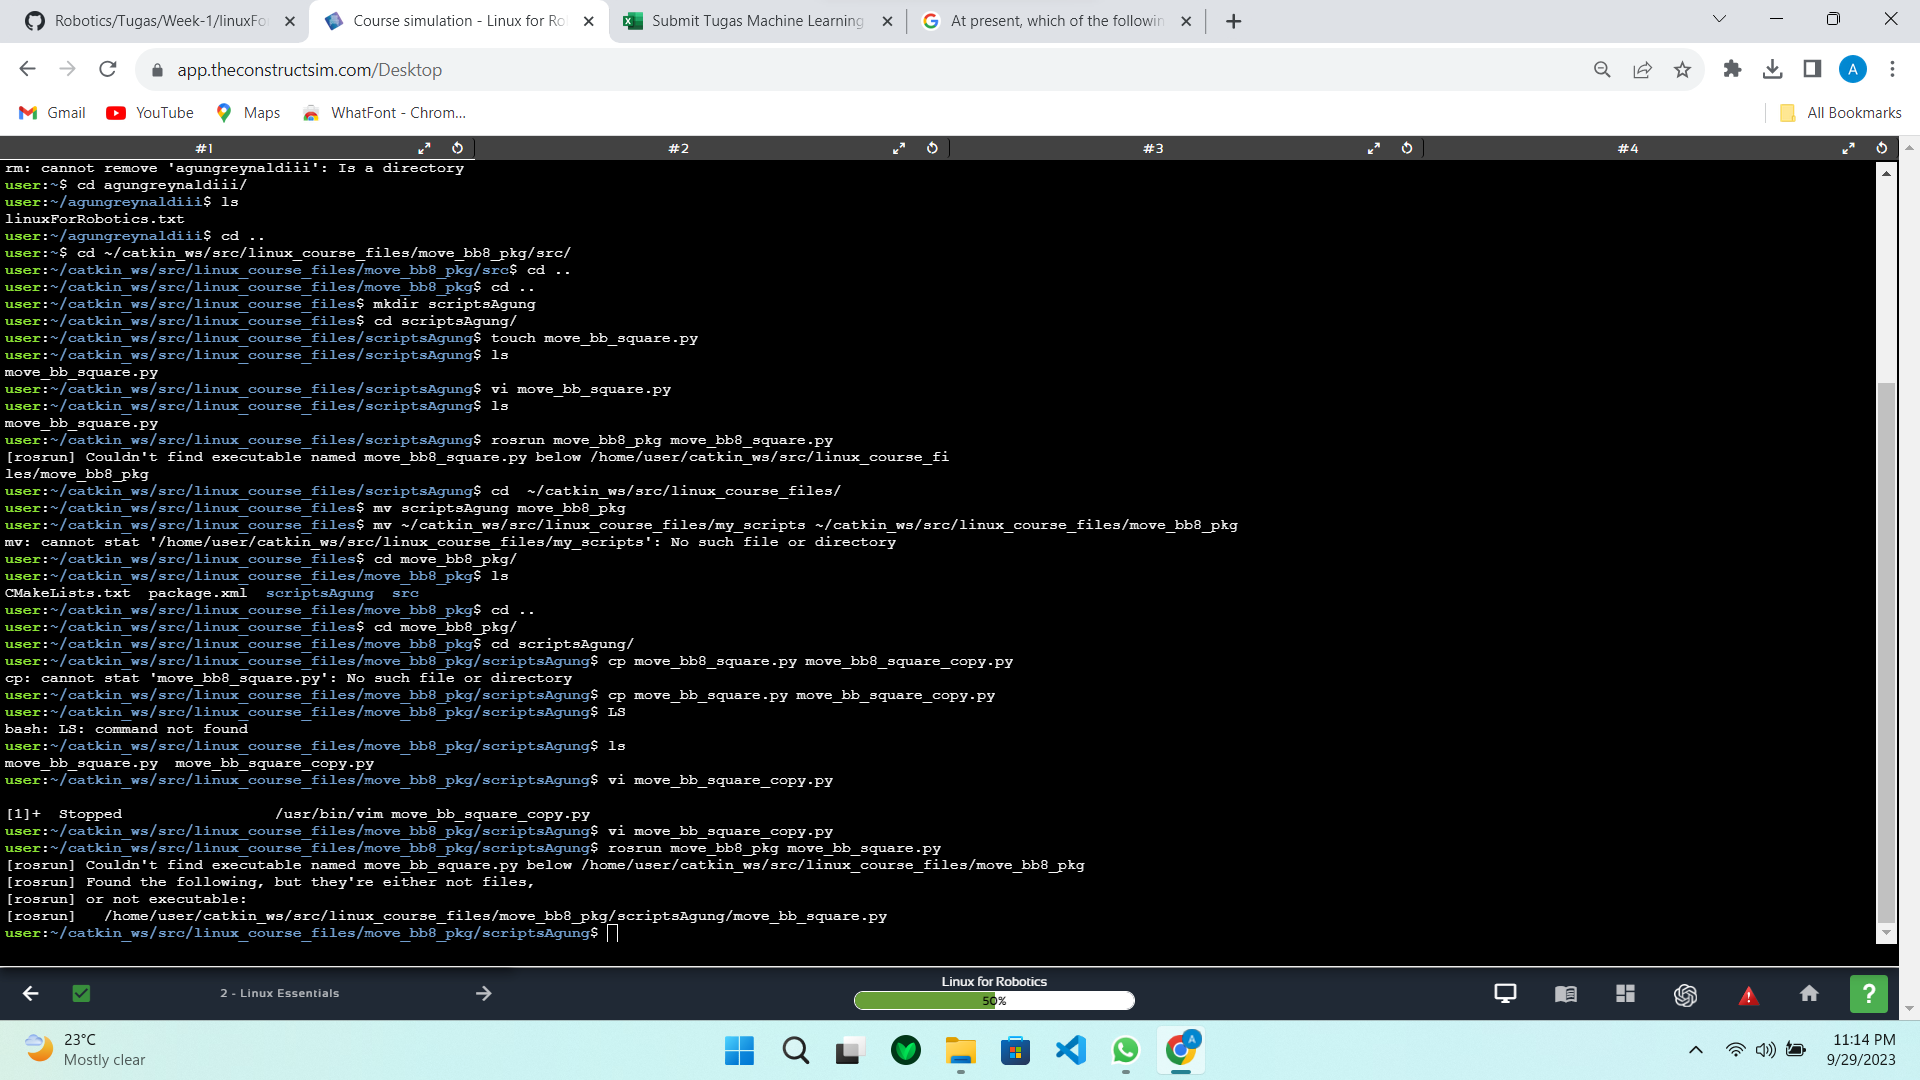 Robotics/Tugas/Week-1/linuxFo
Course simulation - Linux for Ro
Submit Tugas Machine Learning
At present, which of the followin
app.theconstructsim.com/Desktop
A
Gmail
YouTube
Maps
WhatFont - Chrom...
All Bookmarks
#1
#2
#3
#4
rm: cannot remove 'agungreynaldiii': Is a directory
user:~$ cd agungreynaldiii/
user:~/agungreynaldiii$ ls
linuxForRobotics.txt
user:~/agungreynaldiii$ cd ..
user:~$ cd ~/catkin_ws/src/linux_course_files/move_bb8_pkg/src/
user:~/catkin_ws/src/linux_course_files/move_bb8_pkg/src$ cd ..
user:~/catkin_ws/src/linux_course_files/move_bb8_pkg$ cd ..
user:~/catkin_ws/src/linux_course_files$ mkdir scriptsAgung
user:~/catkin_ws/src/linux_course_files$ cd scriptsAgung/
user:~/catkin_ws/src/linux_course_files/scriptsAgung$ touch move_bb_square.py
user:~/catkin_ws/src/linux_course_files/scriptsAgung$ ls
move_bb_square.py
user:~/catkin_ws/src/linux_course_files/scriptsAgung$ vi move_bb_square.py
user:~/catkin_ws/src/linux_course_files/scriptsAgung$ ls
move_bb_square.py
user:~/catkin_ws/src/linux_course_files/scriptsAgung$ rosrun move_bb8_pkg move_bb8_square.py
[rosrun] Couldn't find executable named move_bb8_square.py below /home/user/catkin_ws/src/linux_course_fi
les/move_bb8_pkg
user:~/catkin_ws/src/linux_course_files/scriptsAgung$ cd  ~/catkin_ws/src/linux_course_files/
user:~/catkin_ws/src/linux_course_files$ mv scriptsAgung move_bb8_pkg
user:~/catkin_ws/src/linux_course_files$ mv ~/catkin_ws/src/linux_course_files/my_scripts ~/catkin_ws/src/linux_course_files/move_bb8_pkg
mv: cannot stat '/home/user/catkin_ws/src/linux_course_files/my_scripts': No such file or directory
user:~/catkin_ws/src/linux_course_files$ cd move_bb8_pkg/
user:~/catkin_ws/src/linux_course_files/move_bb8_pkg$ ls
CMakeLists.txt  package.xml  scriptsAgung  src
user:~/catkin_ws/src/linux_course_files/move_bb8_pkg$ cd ..
user:~/catkin_ws/src/linux_course_files$ cd move_bb8_pkg/
user:~/catkin_ws/src/linux_course_files/move_bb8_pkg$ cd scriptsAgung/
user:~/catkin_ws/src/linux_course_files/move_bb8_pkg/scriptsAgung$ cp move_bb8_square.py move_bb8_square_copy.py
cp: cannot stat 'move_bb8_square.py': No such file or directory
user:~/catkin_ws/src/linux_course_files/move_bb8_pkg/scriptsAgung$ cp move_bb_square.py move_bb_square_copy.py
user:~/catkin_ws/src/linux_course_files/move_bb8_pkg/scriptsAgung$ LS
bash: LS: command not found
user:~/catkin_ws/src/linux_course_files/move_bb8_pkg/scriptsAgung$ ls
move_bb_square.py  move_bb_square_copy.py
user:~/catkin_ws/src/linux_course_files/move_bb8_pkg/scriptsAgung$ vi move_bb_square_copy.py
[1]+  Stopped                 /usr/bin/vim move_bb_square_copy.py
user:~/catkin_ws/src/linux_course_files/move_bb8_pkg/scriptsAgung$ vi move_bb_square_copy.py
user:~/catkin_ws/src/linux_course_files/move_bb8_pkg/scriptsAgung$ rosrun move_bb8_pkg move_bb_square.py
[rosrun] Couldn't find executable named move_bb_square.py below /home/user/catkin_ws/src/linux_course_files/move_bb8_pkg
[rosrun] Found the following, but they're either not files,
[rosrun] or not executable:
[rosrun]   /home/user/catkin_ws/src/linux_course_files/move_bb8_pkg/scriptsAgung/move_bb_square.py
user:~/catkin_ws/src/linux_course_files/move_bb8_pkg/scriptsAgung$
2 - Linux Essentials
Linux for Robotics
50%
?
23°C
Mostly clear
A
11:14 PM
9/29/2023